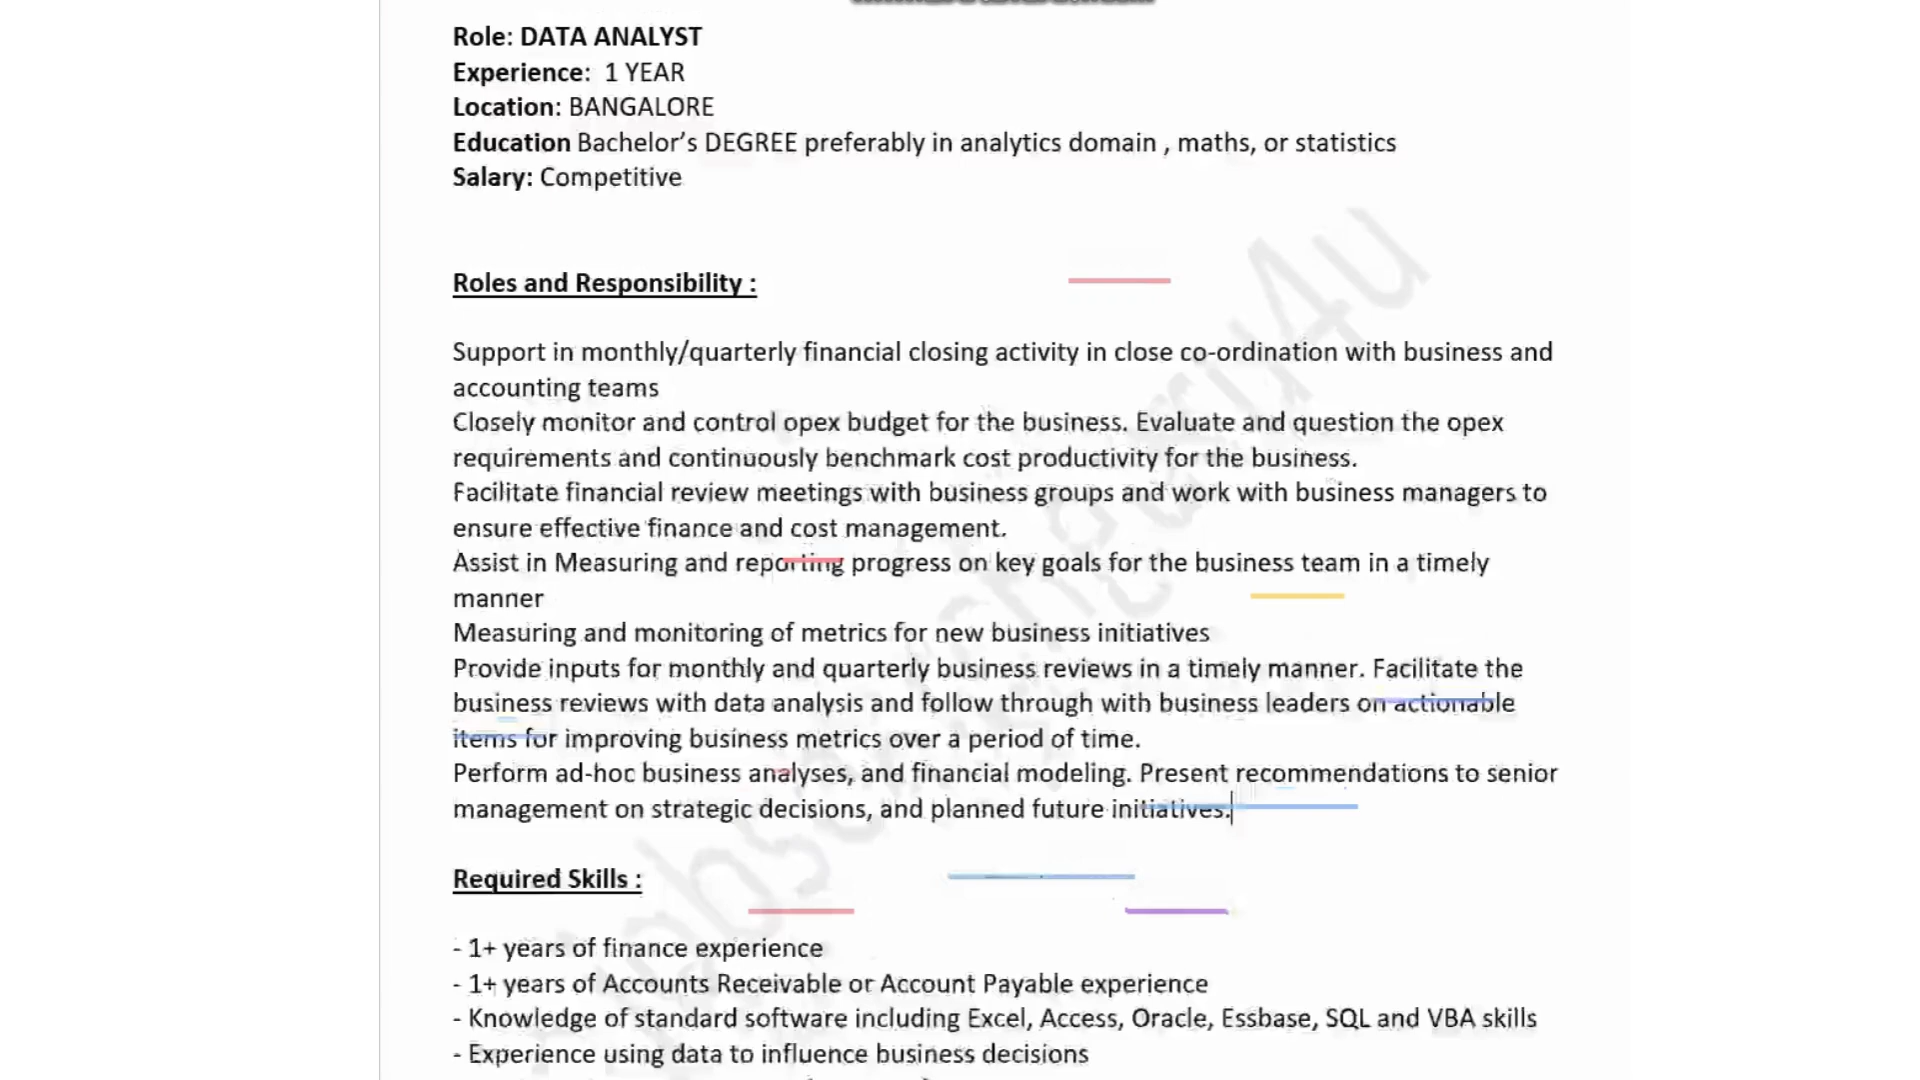 Role: DATA ANALYST
Experience: 1 YEAR
Location: BANGALORE
Education Bachelor’s DEGREE preferably in analytics domain , maths, or statistics
Salary: Competitive
Roles and Responsibility :
Support in monthly/quarterly financial closing activity in close co-ordination with business and
accounting teams
Closely monitor and control opex budget for the business. Evaluate and question the opex
requirements and continuously benchmark cost productivity for the business.
Facilitate financial review meetings with business groups and work with business managers to
ensure effective finance and cost management.
Assist in Measuring and reporting progress on key goals for the business team in a timely
manner
Measuring and monitoring of metrics for new business initiatives
Provide inputs for monthly and quarterly business reviews in a timely manner. Facilitate the
business reviews with data analysis and follow through with business leaders on actionable
items for improving business metrics over a period of time.
Perform ad-hoc business analyses, and financial modeling. Present recommendations to senior
management on strategic decisions, and planned future initiatives.
Required Skills :
- 1+ years of finance experience
- 1+ years of Accounts Receivable or Account Payable experience
- Knowledge of standard software including Excel, Access, Oracle, Essbase, SQL and VBA skills
- Experience using data to influence business decisions